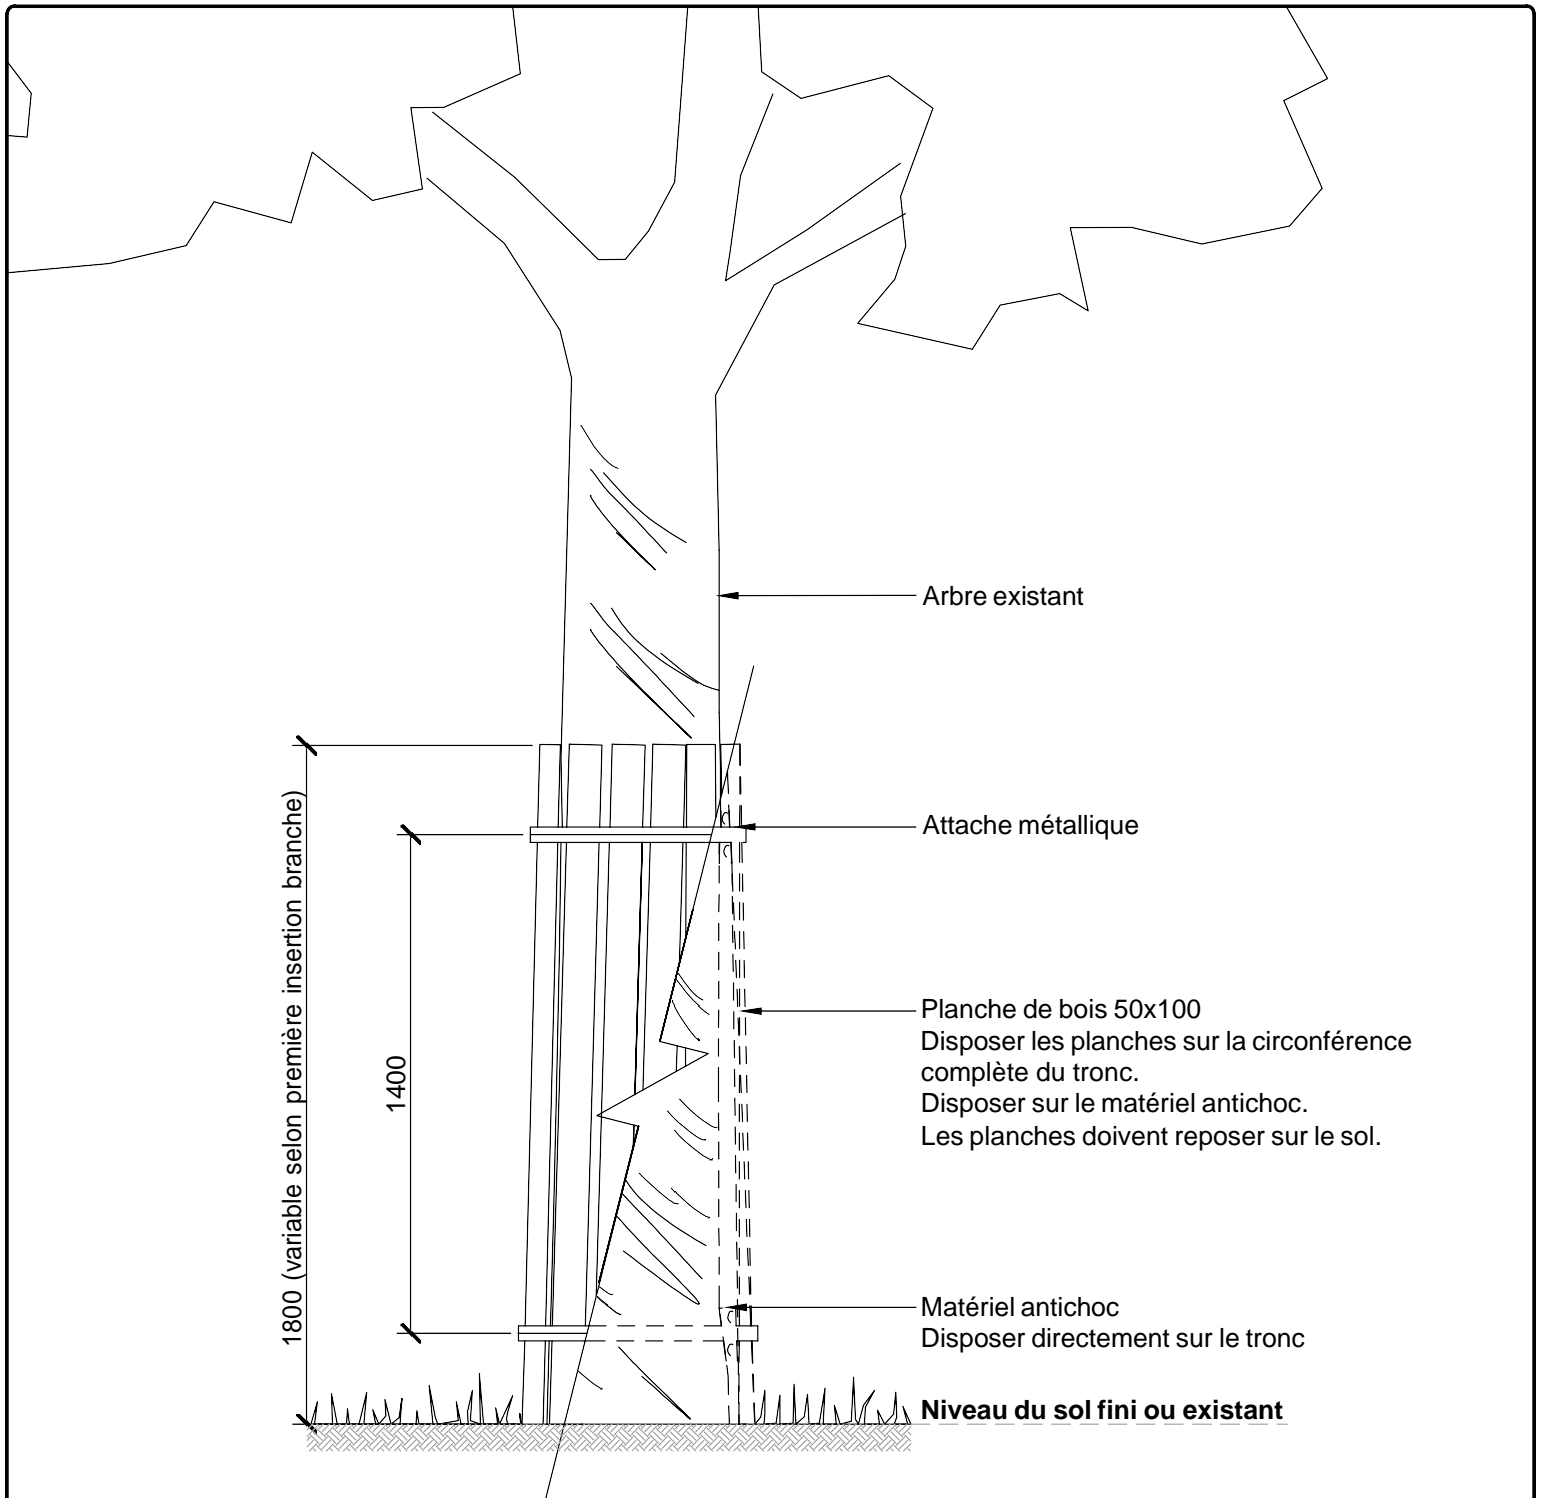 Arbre existant
1800 (variable selon première insertion branche)
Attache métallique
1400
Planche de bois 50x100
Disposer les planches sur la circonférence
complète du tronc.
Disposer sur le matériel antichoc.
Les planches doivent reposer sur le sol.
Matériel antichoc
Disposer directement sur le tronc
Niveau du sol fini ou existant